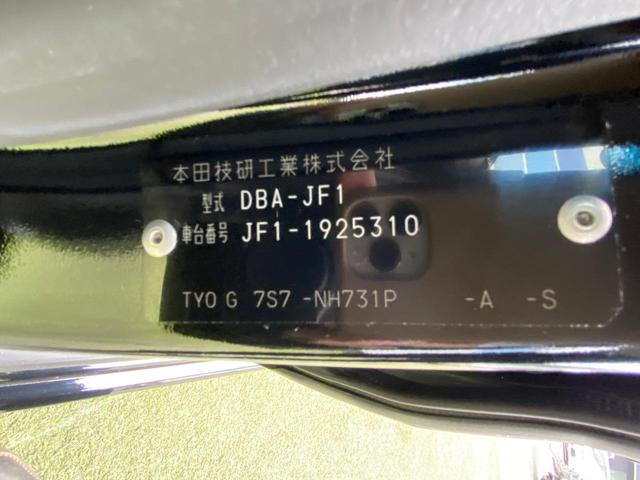 本田技研工業株式会社
型式 DBA-JF1
車台番号 JF1-1925310
TYO G 7S7 -NH731P -A -S